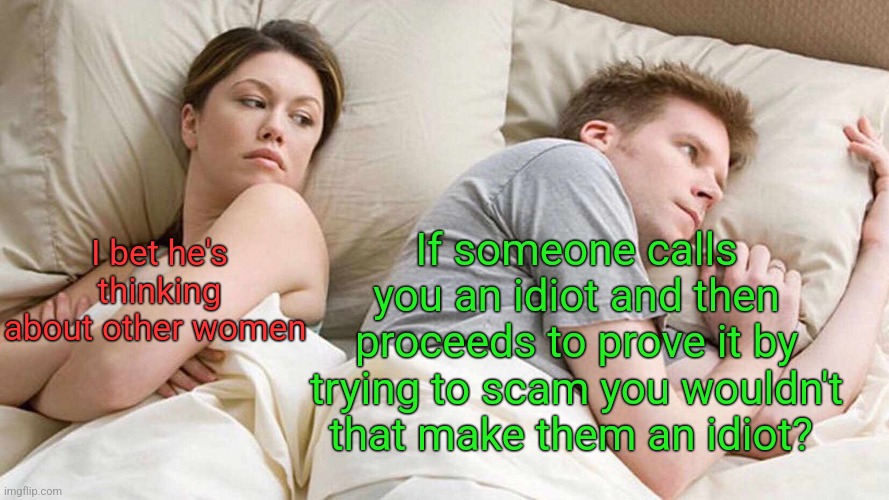 I bet he's
thinking
about other women
If someone calls
you an idiot and then
proceeds to prove it by
trying to scam you wouldn't
that make them an idiot?
imgflip.com